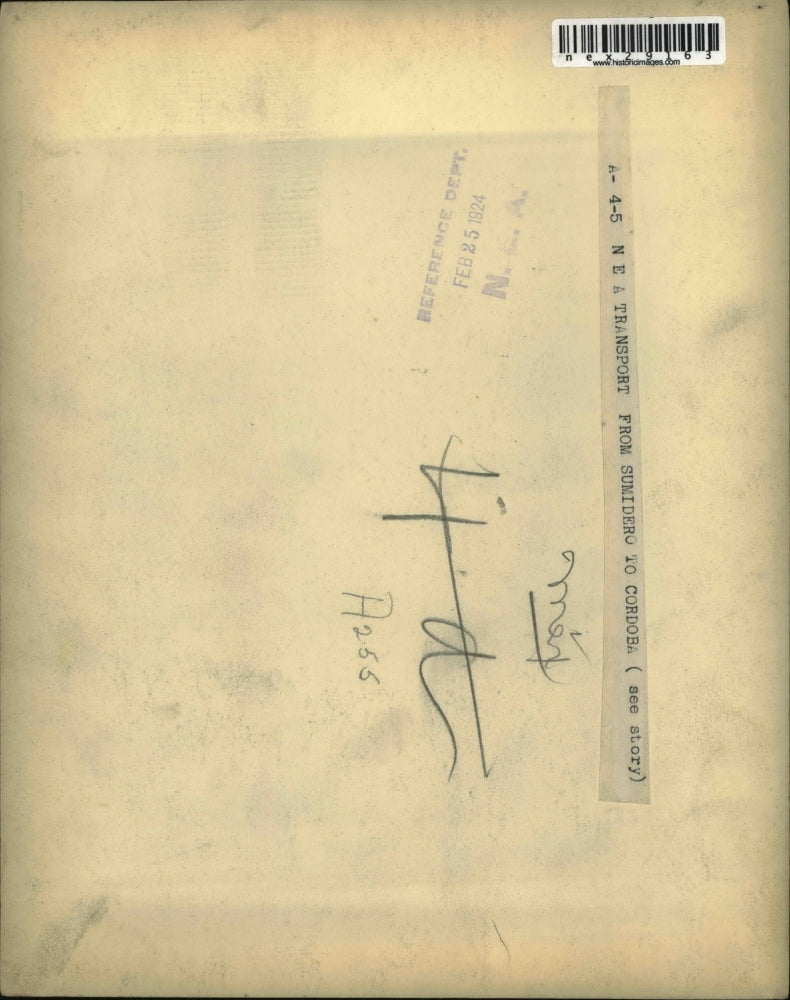 nex29163
www.historicimages.com
A- 4-5 N E A TRANSPORT FROM SUMIDERO TO CORDOBA ( see story)
REFERENCE DEPT.
FEB 25 1924
N. E. A.
A255